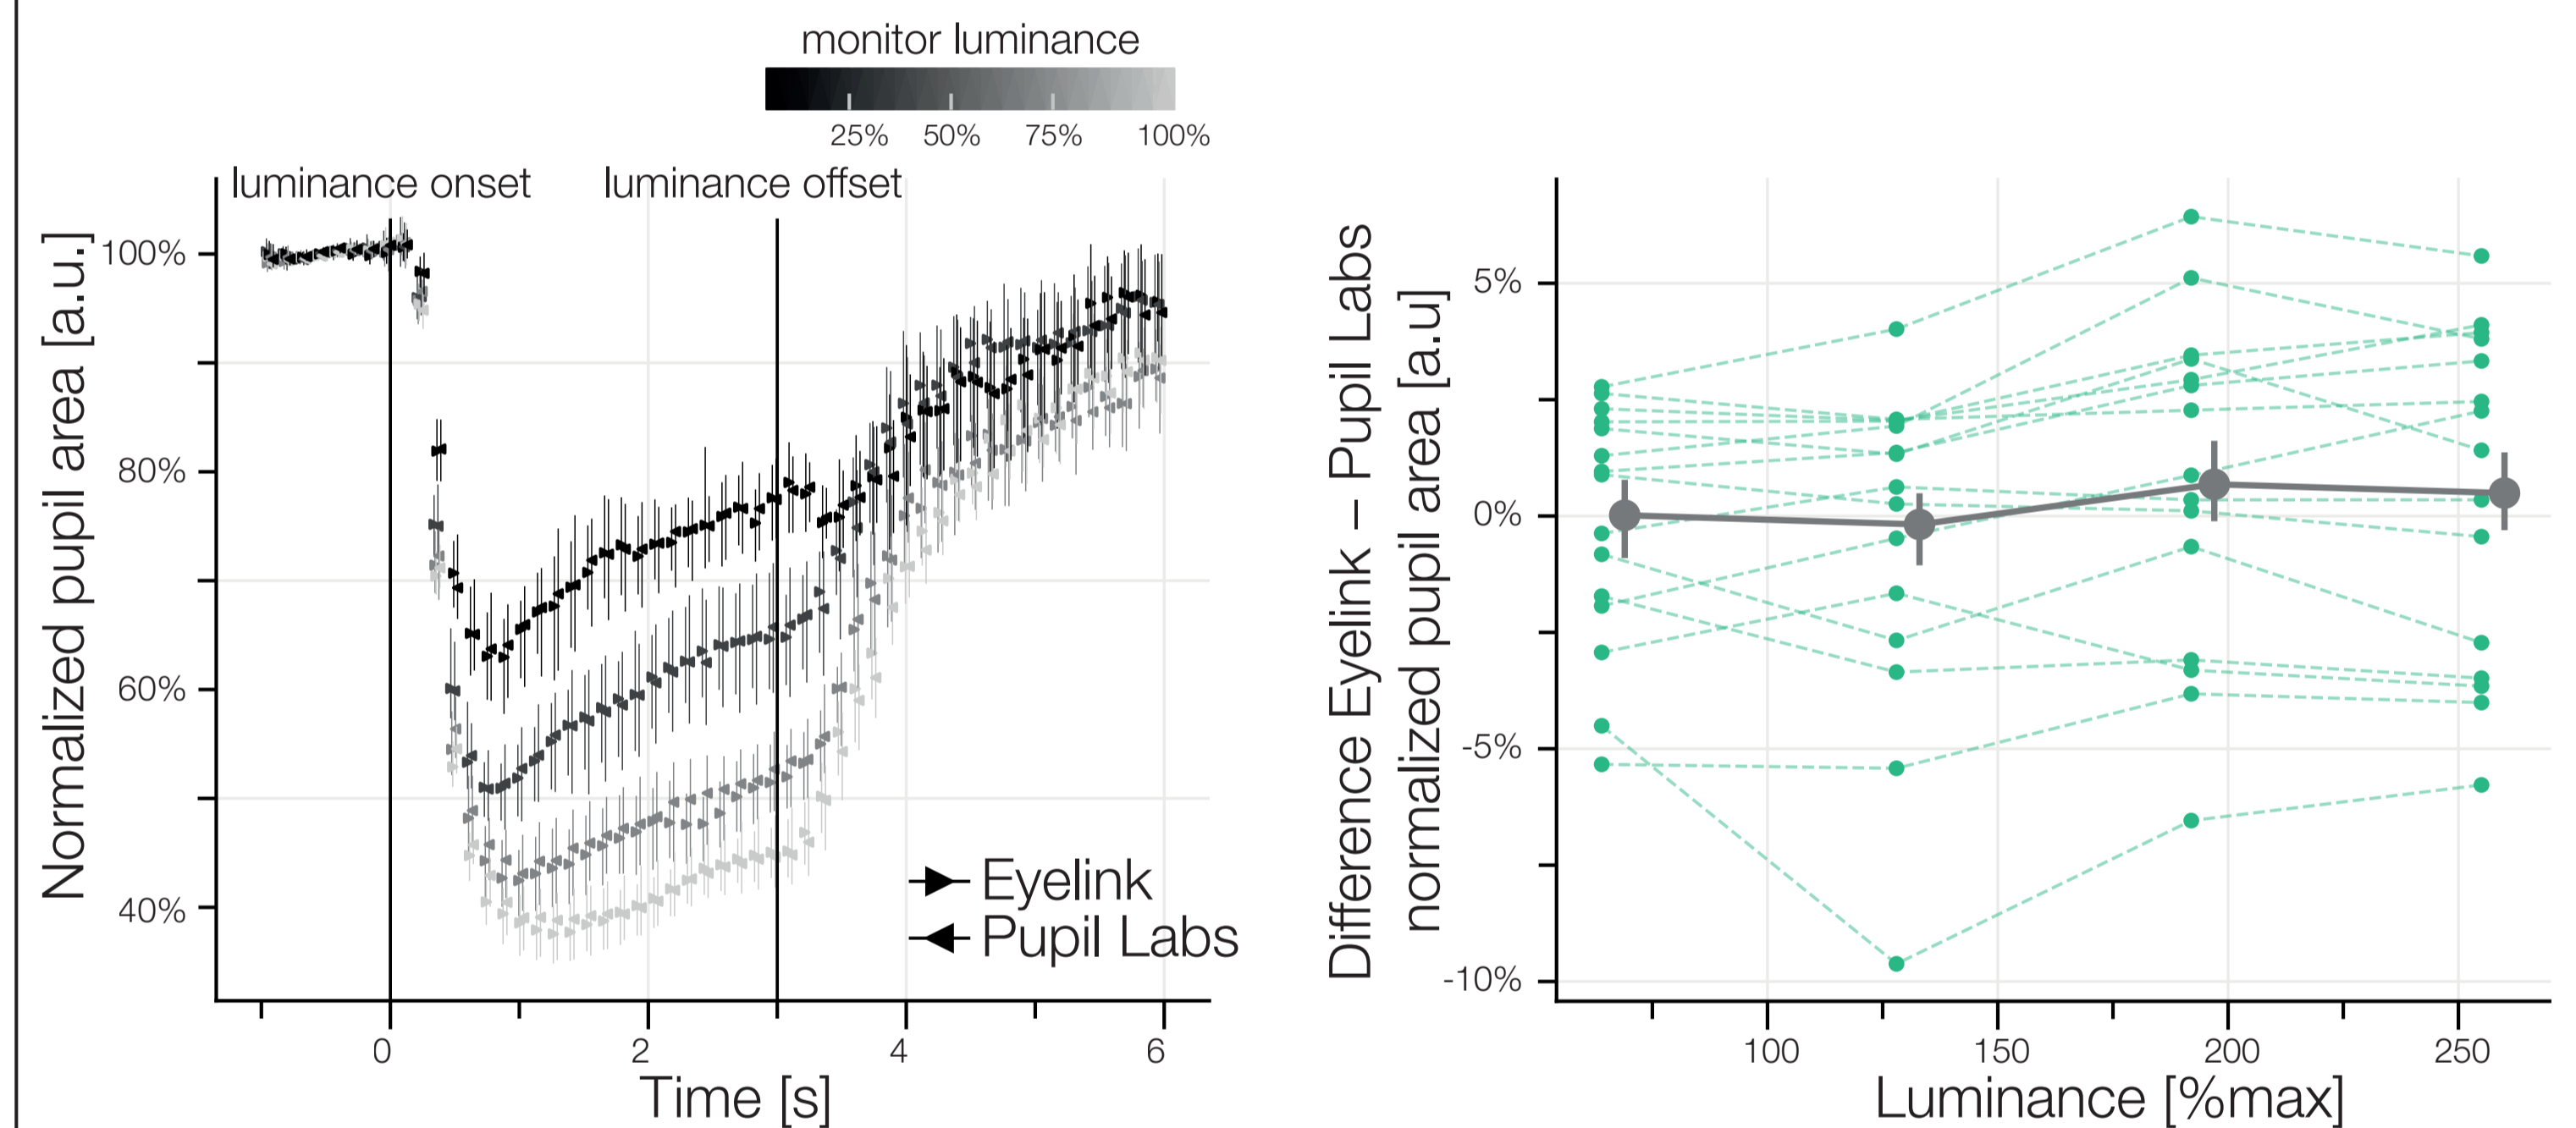 monitor luminance
25% 50% 75% 100%
luminance onset luminance offset
Normalized pupil area [a.u.]
100%
80%
60%
40%
Eyelink
Pupil Labs
0 2 4 6
Time [s]
Difference Eyelink – Pupil Labs
normalized pupil area [a.u]
5%
0%
-5%
-10%
100 150 200 250
Luminance [%max]